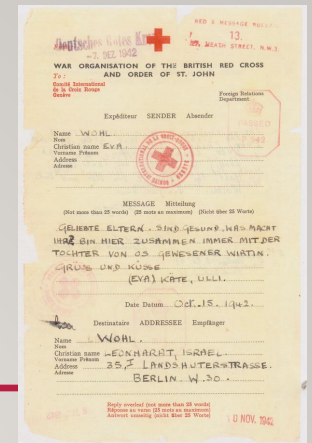 RED X MESSAGE BUREAU
13.
HEATH STREET, N.W.3
Deutsches Rotes Kreuz
-7. DEZ. 1942
WAR ORGANISATION OF THE BRITISH RED CROSS
AND ORDER OF ST. JOHN
To:
Comité International
de la Croix Rouge
Genève
Foreign Relations
Department
PASSED
Expéditeur SENDER Absender
Name WOHL.
Nom
Christian name EVA
Vorname Prénom
Address
Adresse
MESSAGE Mitteilung
(Not more than 25 words) (25 mots au maximum) (Nicht über 25 Worte)
GELIEBTE ELTERN. SIND GESUND. WAS MACHT
IHR? BIN HIER ZUSAMMEN IMMER MIT DER
TOCHTER VON OS GEWESENER WIRTIN.
GRUSS UND KÜSSE
(EVA) KÄTE, ULLI.
Date Datum Oct. 15. 1942.
Destinataire ADDRESSEE Empfänger
Name WOHL.
Nom
Christian name LEONHARDT, ISRAEL.
Vorname Prénom
Address 35,I LANDSHUTERSTRASSE.
Adresse
BERLIN. W. 30.
Reply overleaf (not more than 25 words)
Réponse au verso (25 mots au maximum)
Antwort umseitig (nicht über 25 Worte)
10 NOV. 1942